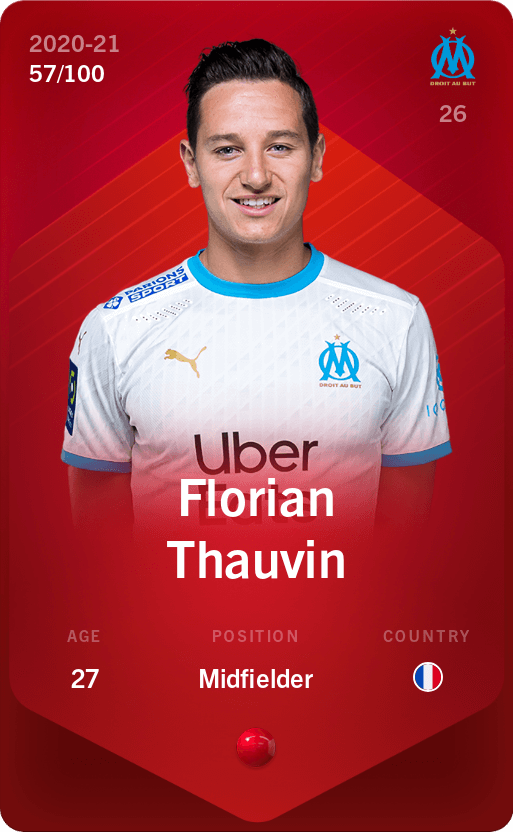 2020-21
57/100
DROIT AU BUT
26
PARIONS
SPORT
DROIT AU BUT
Uber
Eats
Florian
Thauvin
AGE
POSITION
COUNTRY
27
Midfielder